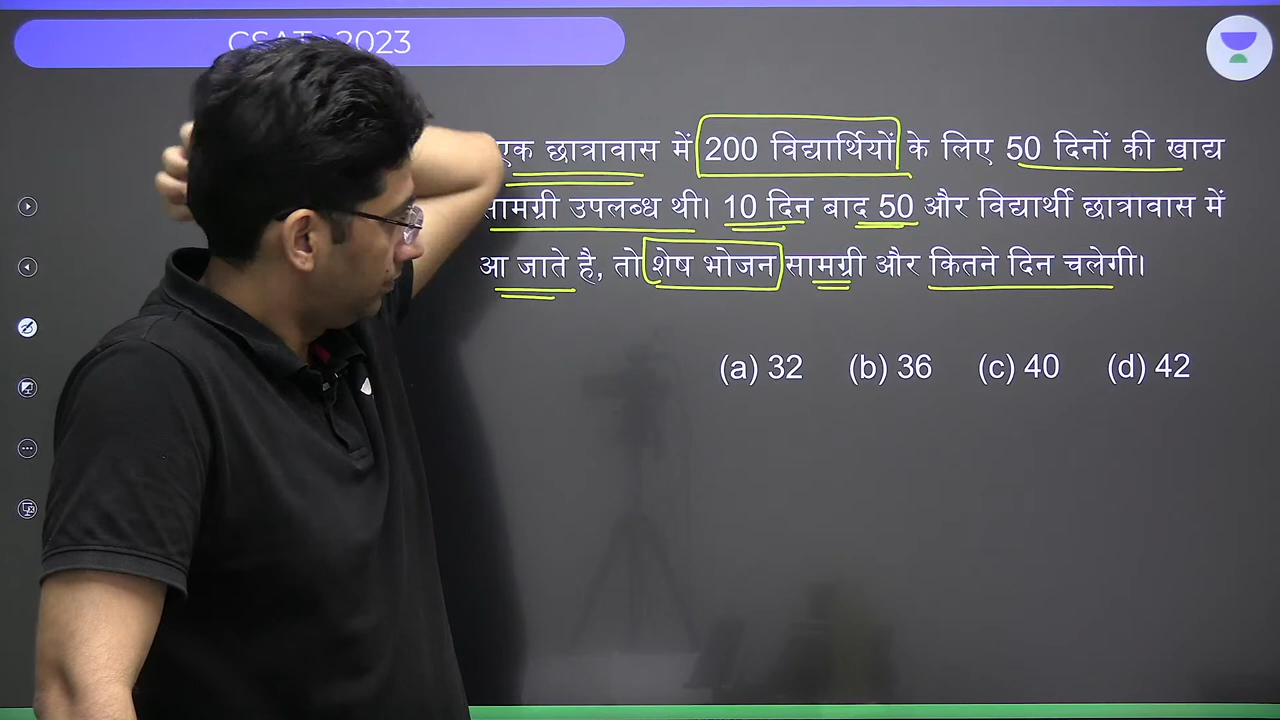 CSAT 2023
एक छात्रावास में 200 विद्यार्थियों के लिए 50 दिनों की खाद्य
सामग्री उपलब्ध थी। 10 दिन बाद 50 और विद्यार्थी छात्रावास में
आ जाते है, तो शेष भोजन सामग्री और कितने दिन चलेगी।
(a) 32 (b) 36 (c) 40 (d) 42